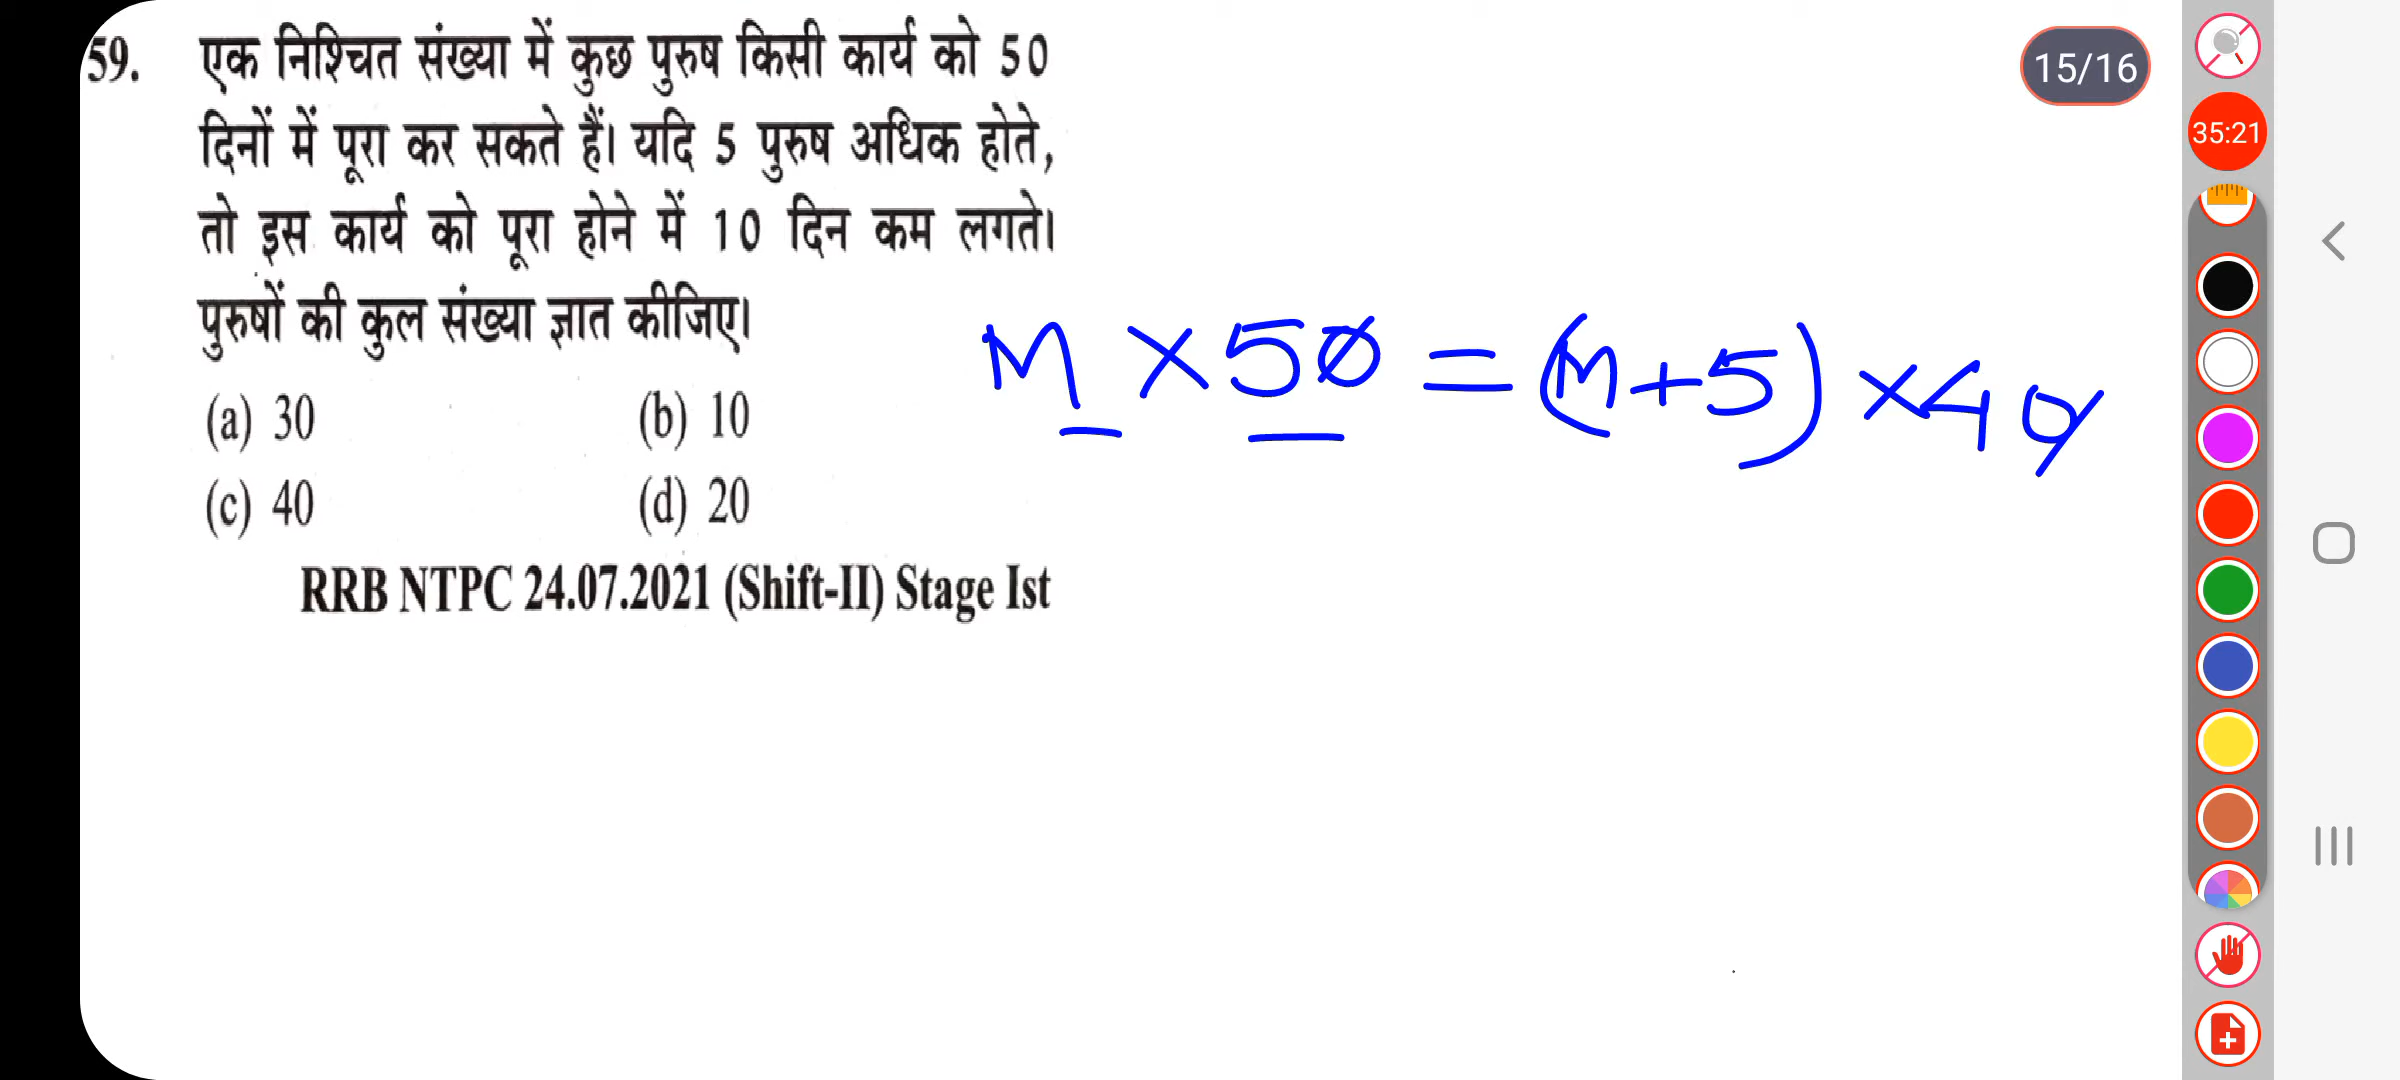 59. एक निश्चित संख्या में कुछ पुरुष किसी कार्य को 50
दिनों में पूरा कर सकते हैं। यदि 5 पुरुष अधिक होते,
तो इस कार्य को पूरा होने में 10 दिन कम लगते।
पुरुषों की कुल संख्या ज्ञात कीजिए।
(a) 30 (b) 10
(c) 40 (d) 20
RRB NTPC 24.07.2021 (Shift-II) Stage Ist
M × 50 = (M + 5) × 40
15/16
35:21